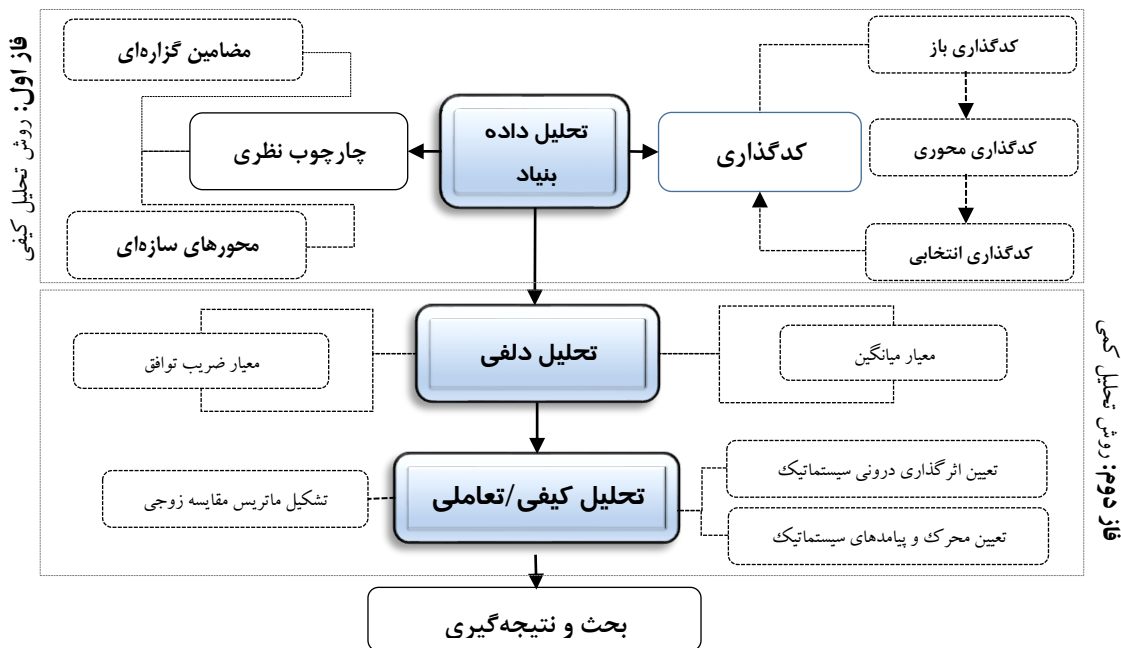 فاز اول: روش تحلیل کیفی
کدگذاری باز
کدگذاری محوری
کدگذاری انتخابی
کدگذاری
تحلیل داده
بنیاد
چارچوب نظری
مضامین گزاره‌ای
محورهای سازه‌ای
فاز دوم: روش تحلیل کمی
معیار میانگین
تحلیل دلفی
معیار ضریب توافق
تعیین اثرگذاری درونی سیستماتیک
تعیین محرک و پیامدهای سیستماتیک
تحلیل کیفی/تعاملی
تشکیل ماتریس مقایسه زوجی
بحث و نتیجه‌گیری